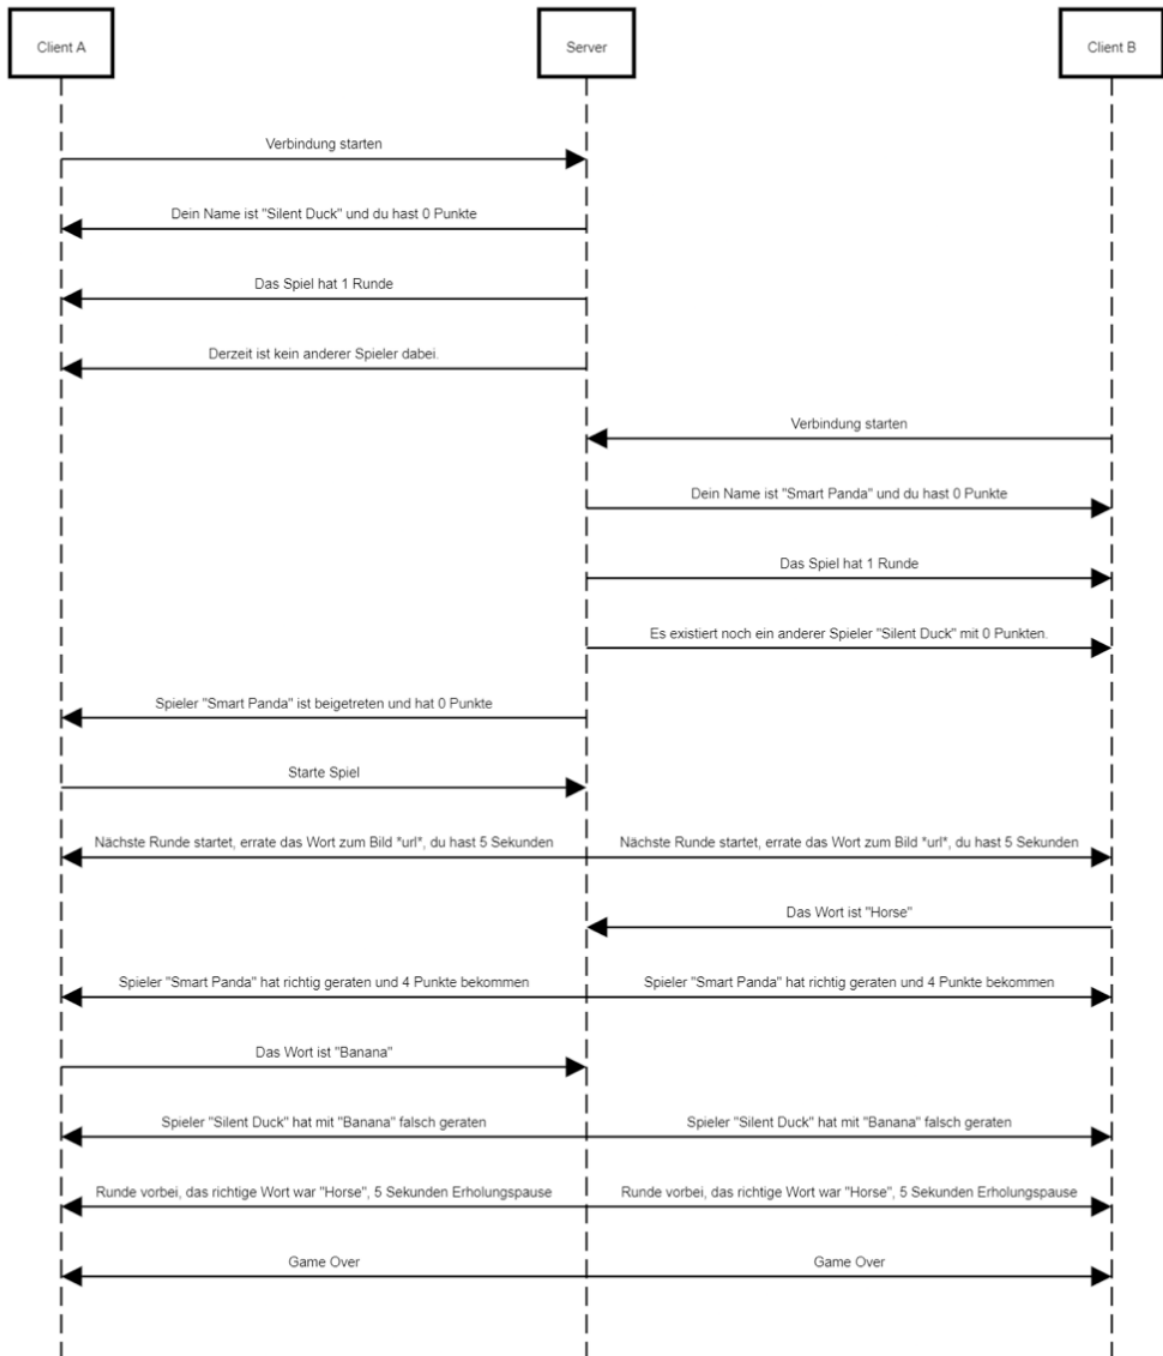 Client A
Server
Client B
Verbindung starten
Dein Name ist "Silent Duck" und du hast 0 Punkte
Das Spiel hat 1 Runde
Derzeit ist kein anderer Spieler dabei.
Verbindung starten
Dein Name ist "Smart Panda" und du hast 0 Punkte
Das Spiel hat 1 Runde
Es existiert noch ein anderer Spieler "Silent Duck" mit 0 Punkten.
Spieler "Smart Panda" ist beigetreten und hat 0 Punkte
Starte Spiel
Nächste Runde startet, errate das Wort zum Bild *url*, du hast 5 Sekunden
Nächste Runde startet, errate das Wort zum Bild *url*, du hast 5 Sekunden
Das Wort ist "Horse"
Spieler "Smart Panda" hat richtig geraten und 4 Punkte bekommen
Spieler "Smart Panda" hat richtig geraten und 4 Punkte bekommen
Das Wort ist "Banana"
Spieler "Silent Duck" hat mit "Banana" falsch geraten
Spieler "Silent Duck" hat mit "Banana" falsch geraten
Runde vorbei, das richtige Wort war "Horse", 5 Sekunden Erholungspause
Runde vorbei, das richtige Wort war "Horse", 5 Sekunden Erholungspause
Game Over
Game Over